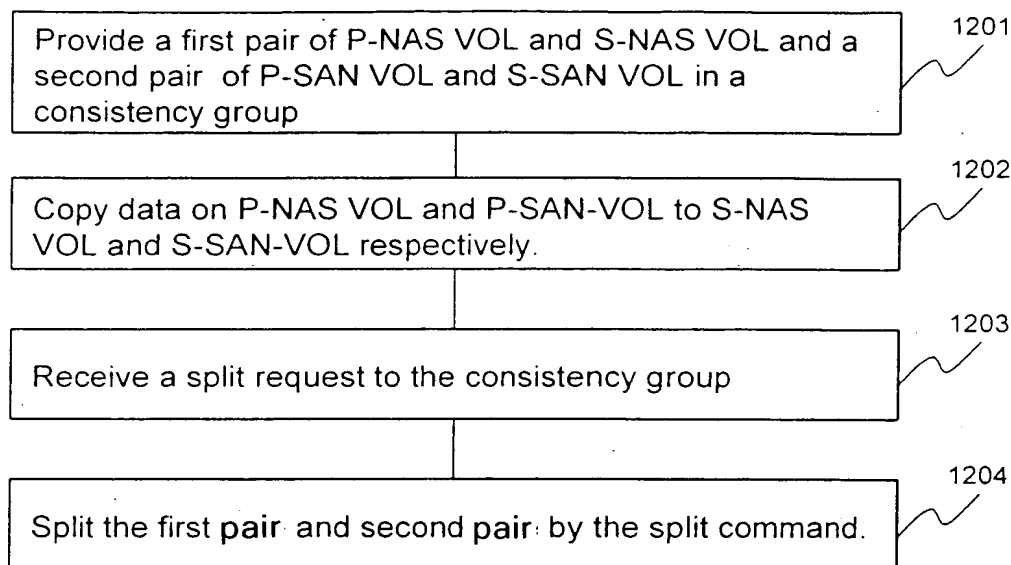 Provide a first pair of P-NAS VOL and S-NAS VOL and a
second pair of P-SAN VOL and S-SAN VOL in a
consistency group
1201
Copy data on P-NAS VOL and P-SAN-VOL to S-NAS
VOL and S-SAN-VOL respectively.
1202
Receive a split request to the consistency group
1203
Split the first pair and second pair by the split command.
1204